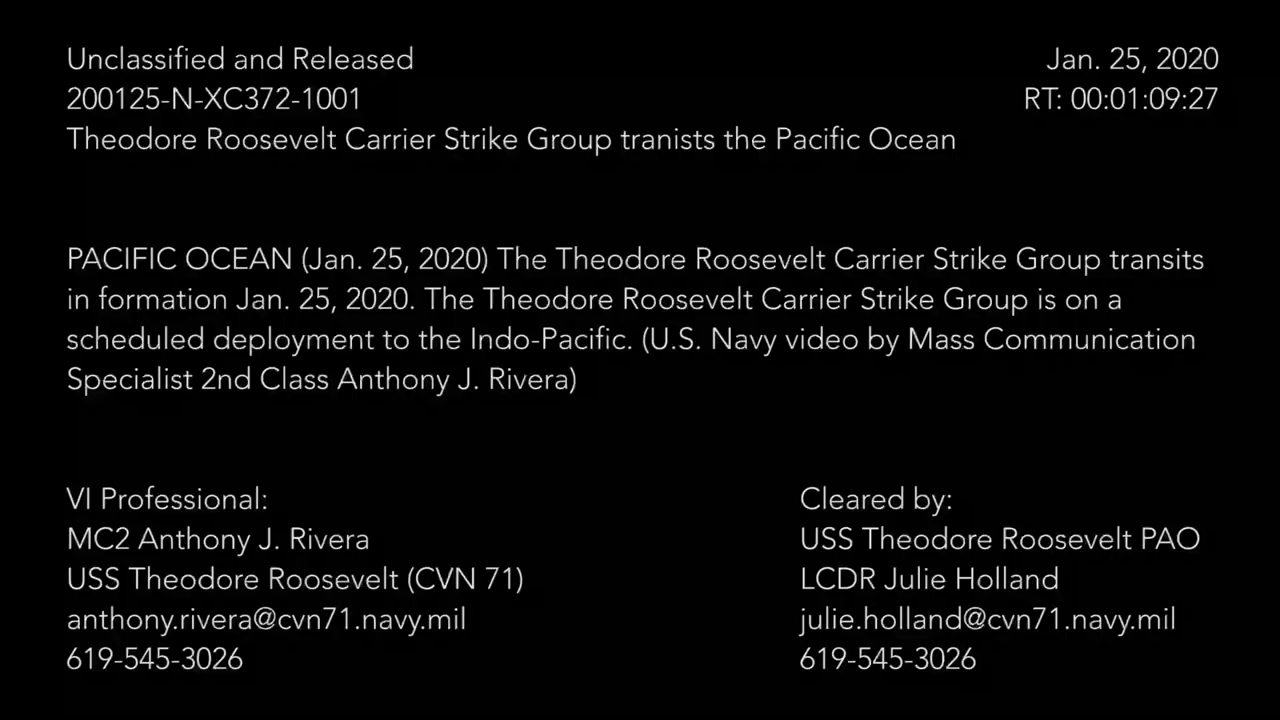 Unclassified and Released
Jan. 25, 2020
200125-N-XC372-1001
RT: 00:01:09:27
Theodore Roosevelt Carrier Strike Group tranists the Pacific Ocean
PACIFIC OCEAN (Jan. 25, 2020) The Theodore Roosevelt Carrier Strike Group transits
in formation Jan. 25, 2020. The Theodore Roosevelt Carrier Strike Group is on a
scheduled deployment to the Indo-Pacific. (U.S. Navy video by Mass Communication
Specialist 2nd Class Anthony J. Rivera)
VI Professional:
MC2 Anthony J. Rivera
USS Theodore Roosevelt (CVN 71)
anthony.rivera@cvn71.navy.mil
619-545-3026
Cleared by:
USS Theodore Roosevelt PAO
LCDR Julie Holland
julie.holland@cvn71.navy.mil
619-545-3026